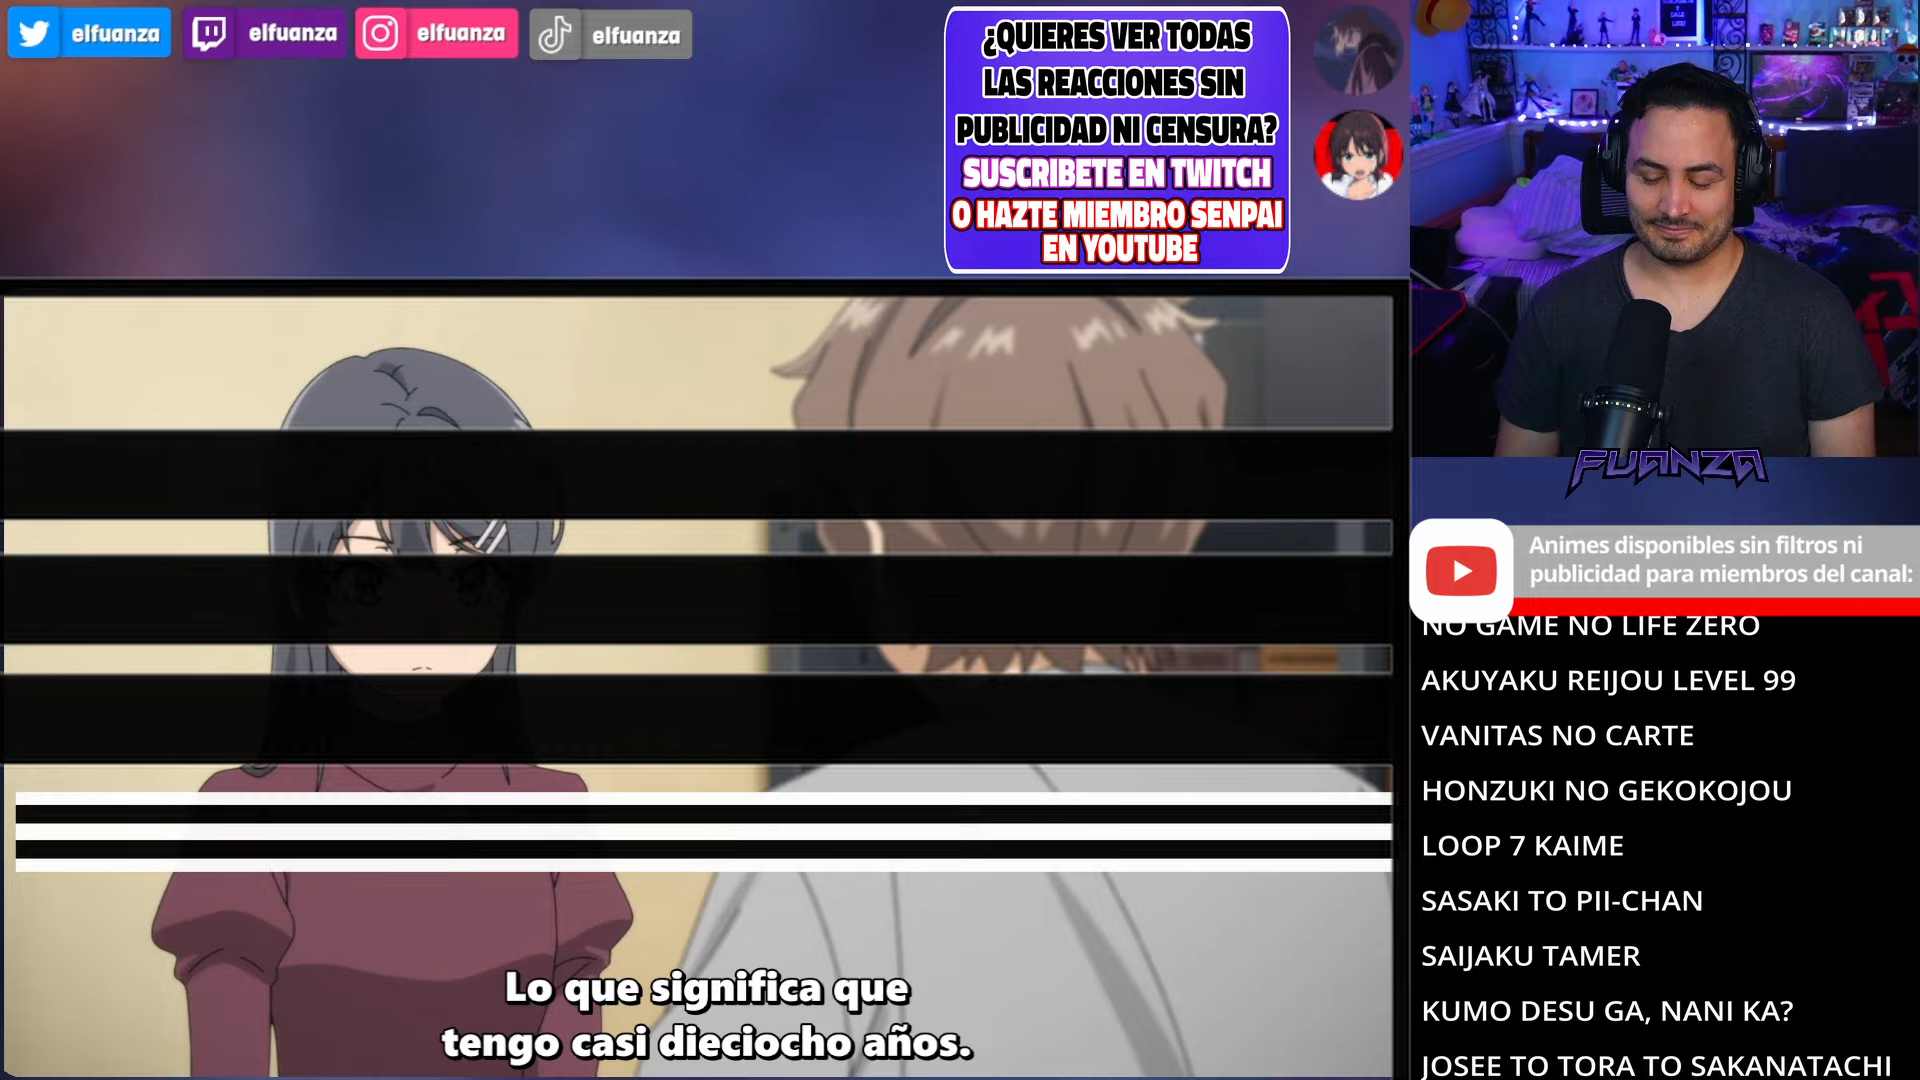 elfuanza
elfuanza
elfuanza
elfuanza
¿QUIERES VER TODAS
LAS REACCIONES SIN
PUBLICIDAD NI CENSURA?
SUSCRIBETE EN TWITCH
O HAZTE MIEMBRO SENPAI
EN YOUTUBE
FUANZA
Animes disponibles sin filtros ni
publicidad para miembros del canal:
NO GAME NO LIFE ZERO
AKUYAKU REIJOU LEVEL 99
VANITAS NO CARTE
HONZUKI NO GEKOKOJOU
LOOP 7 KAIME
SASAKI TO PII-CHAN
SAIJAKU TAMER
KUMO DESU GA, NANI KA?
JOSEE TO TORA TO SAKANATACHI
Lo que significa que
tengo casi dieciocho años.